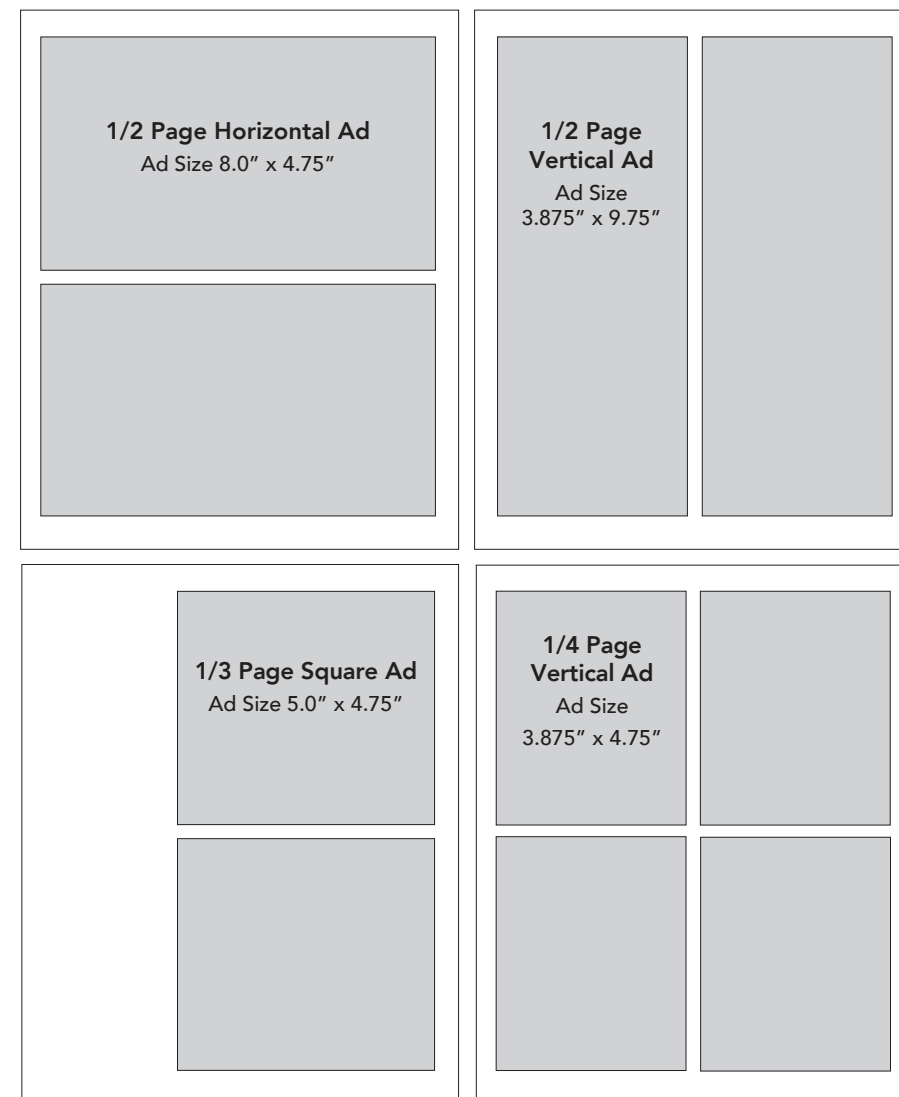 1/2 Page Horizontal Ad
Ad Size 8.0” x 4.75”
1/2 Page
Vertical Ad
Ad Size
3.875” x 9.75”
1/3 Page Square Ad
Ad Size 5.0” x 4.75”
1/4 Page
Vertical Ad
Ad Size
3.875” x 4.75”